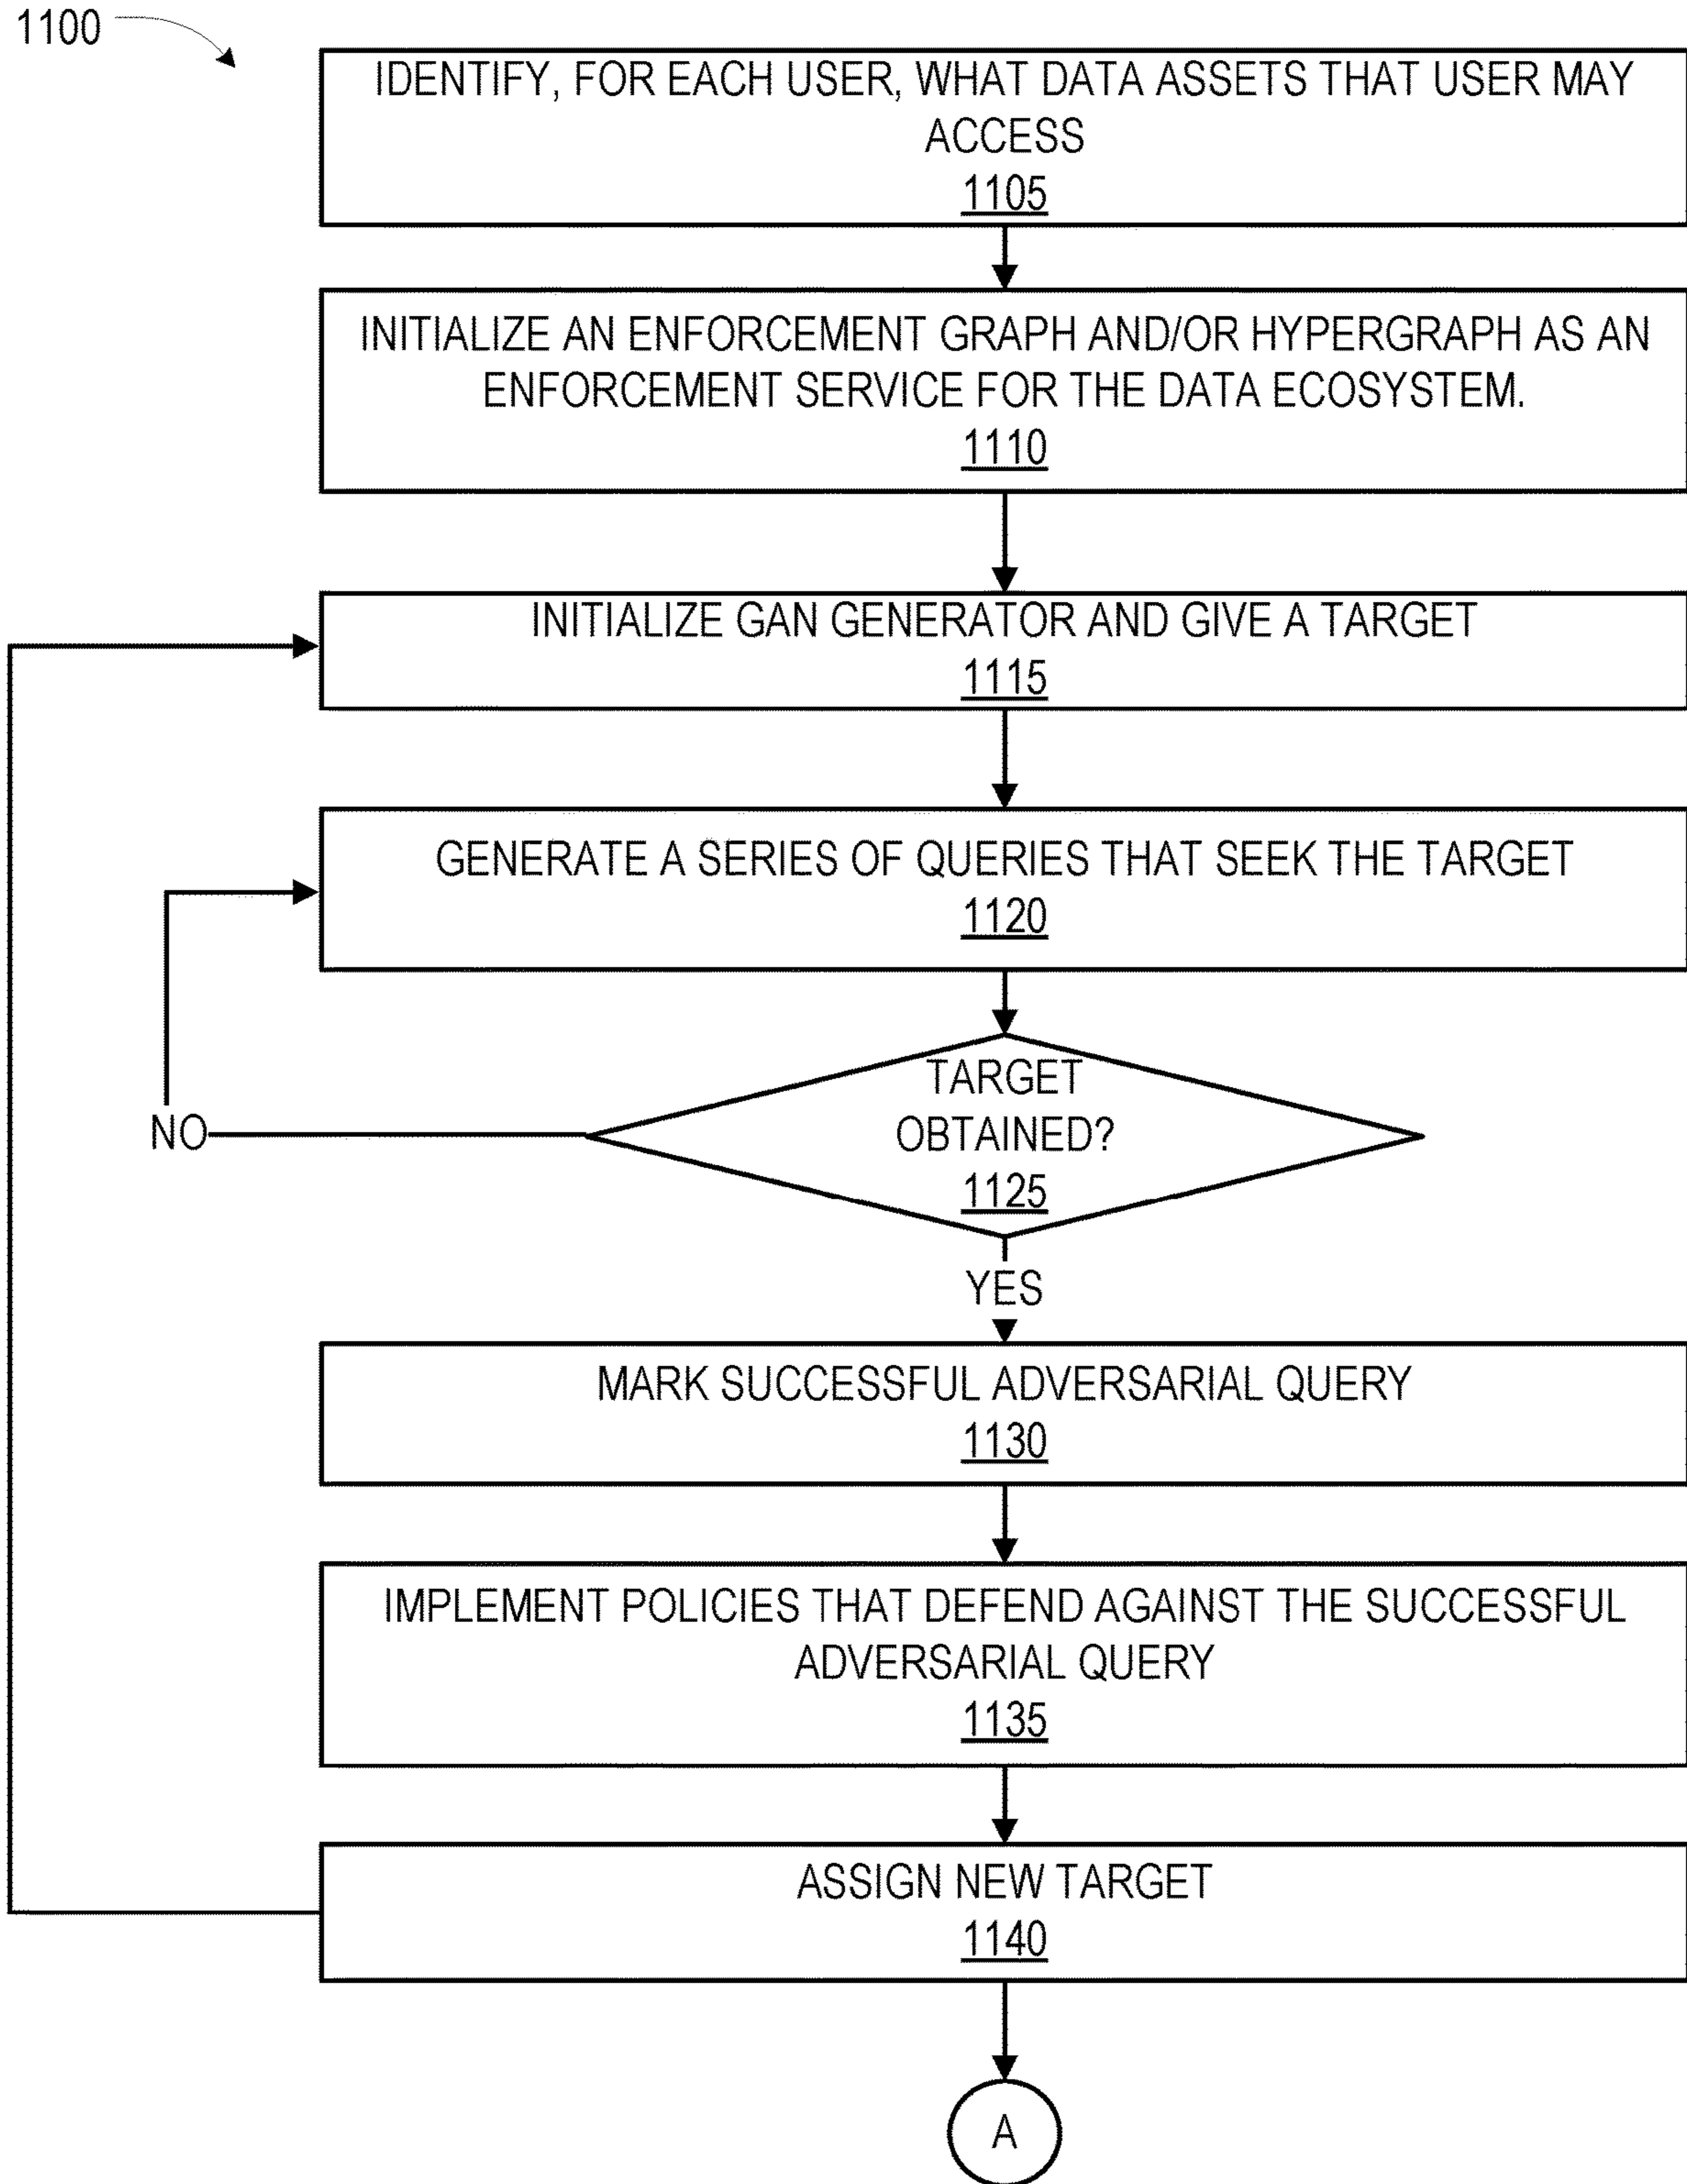 1100
IDENTIFY, FOR EACH USER, WHAT DATA ASSETS THAT USER MAY
ACCESS
1105
INITIALIZE AN ENFORCEMENT GRAPH AND/OR HYPERGRAPH AS AN
ENFORCEMENT SERVICE FOR THE DATA ECOSYSTEM.
1110
INITIALIZE GAN GENERATOR AND GIVE A TARGET
1115
GENERATE A SERIES OF QUERIES THAT SEEK THE TARGET
1120
TARGET
OBTAINED?
1125
NO
YES
MARK SUCCESSFUL ADVERSARIAL QUERY
1130
IMPLEMENT POLICIES THAT DEFEND AGAINST THE SUCCESSFUL
ADVERSARIAL QUERY
1135
ASSIGN NEW TARGET
1140
A